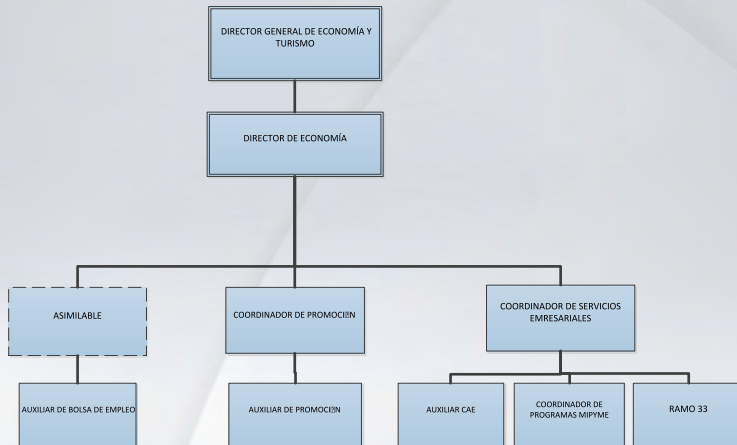 DIRECTOR GENERAL DE ECONOMÍA Y
TURISMO
DIRECTOR DE ECONOMÍA
ASIMILABLE
COORDINADOR DE PROMOCI⍰N
COORDINADOR DE SERVICIOS
EMRESARIALES
AUXILIAR DE BOLSA DE EMPLEO
AUXILIAR DE PROMOCI⍰N
AUXILIAR CAE
COORDINADOR DE
PROGRAMAS MIPYME
RAMO 33